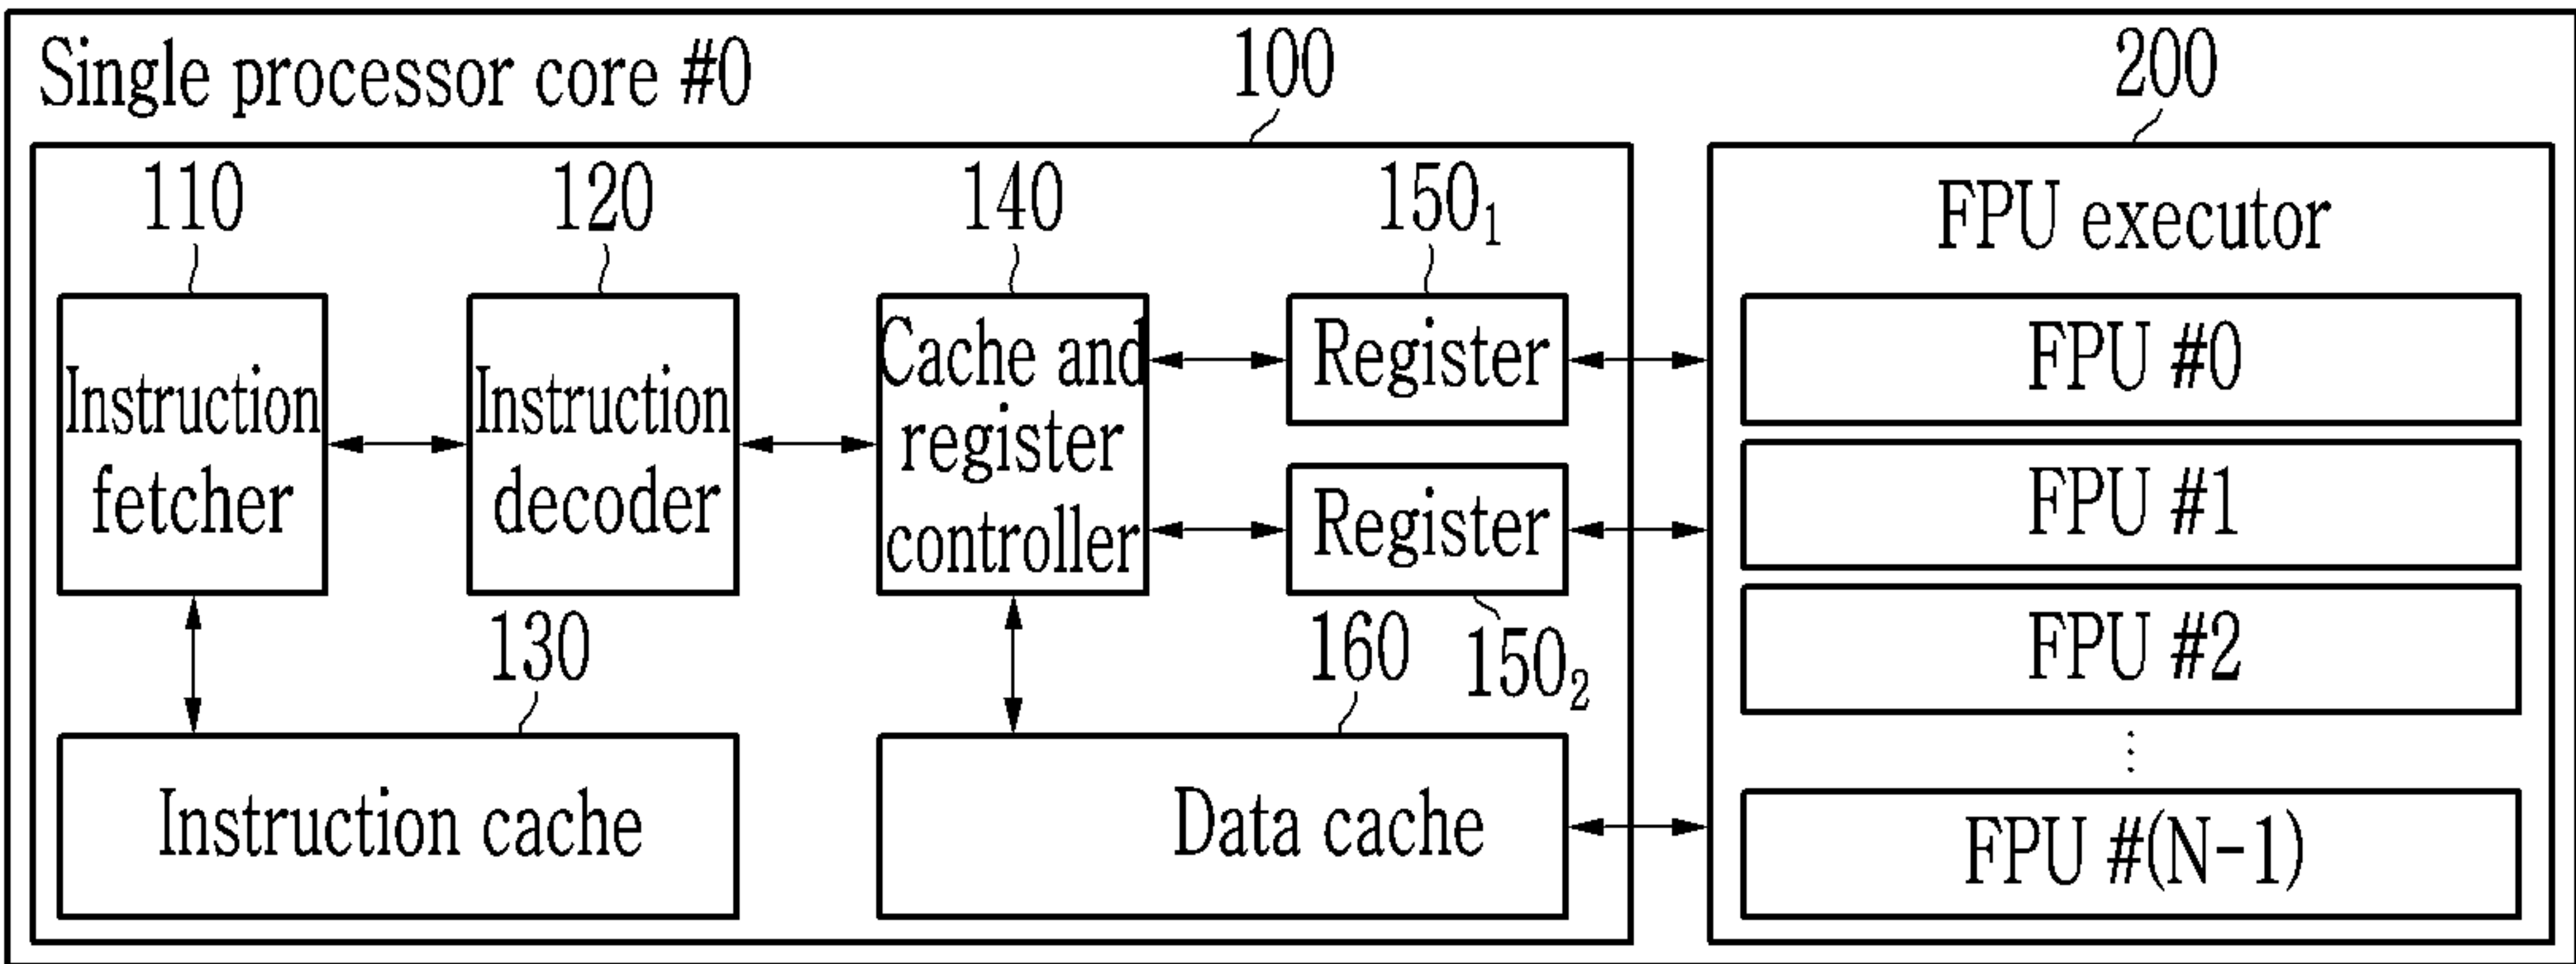 Single processor core #0
100
200
110
120
140
150₁
FPU executor
Instruction
fetcher
Instruction
decoder
Cache and
register
controller
Register
Register
FPU #0
FPU #1
FPU #2
⋮
FPU #(N-1)
130
160
150₂
Instruction cache
Data cache